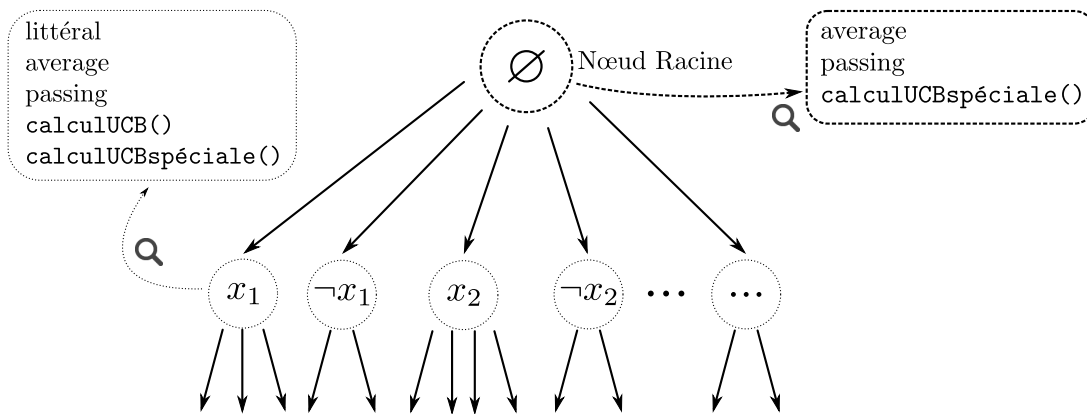 littéral
average
passing
calculUCB()
calculUCBspéciale()
∅
Nœud Racine
average
passing
calculUCBspéciale()
x₁
¬x₁
x₂
¬x₂
...
...